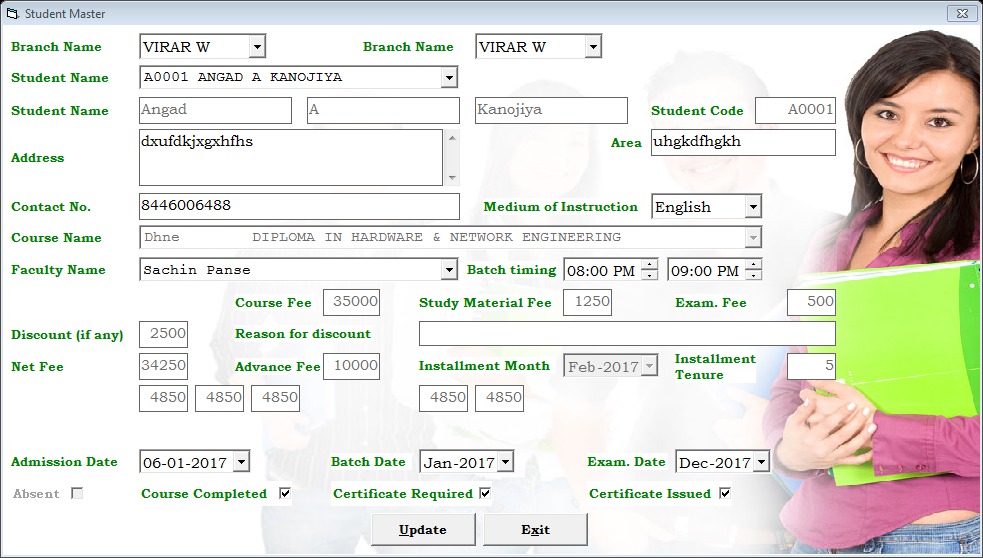 Student Master
Branch Name VIRAR W Branch Name VIRAR W
Student Name A0001 ANGAD A KANOJIYA
Student Name Angad A Kanojiya Student Code A0001
Address dxufdkjxgxhfhs Area uhgkdfhgkh
Contact No. 8446006488 Medium of Instruction English
Course Name Dhne DIPLOMA IN HARDWARE & NETWORK ENGINEERING
Faculty Name Sachin Panse Batch timing 08:00 PM 09:00 PM
Course Fee 35000 Study Material Fee 1250 Exam. Fee 500
Discount (if any) 2500 Reason for discount
Net Fee 34250 Advance Fee 10000 Installment Month Feb-2017 Installment Tenure 5
4850 4850 4850 4850 4850
Admission Date 06-01-2017 Batch Date Jan-2017 Exam. Date Dec-2017
Absent Course Completed Certificate Required Certificate Issued
Update Exit